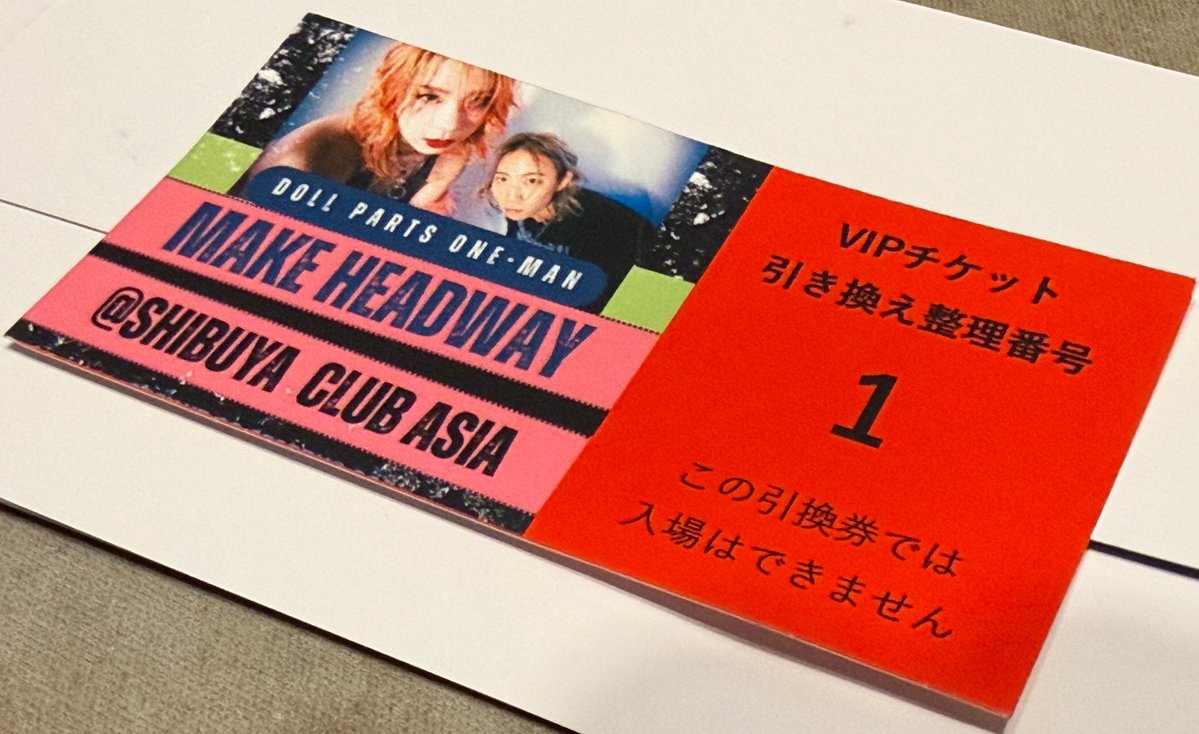 DOLL PARTS ONE-MAN
MAKE HEADWAY
@SHIBUYA CLUB ASIA
VIPチケット
引き換え整理番号
1
この引換券では
入場はできません